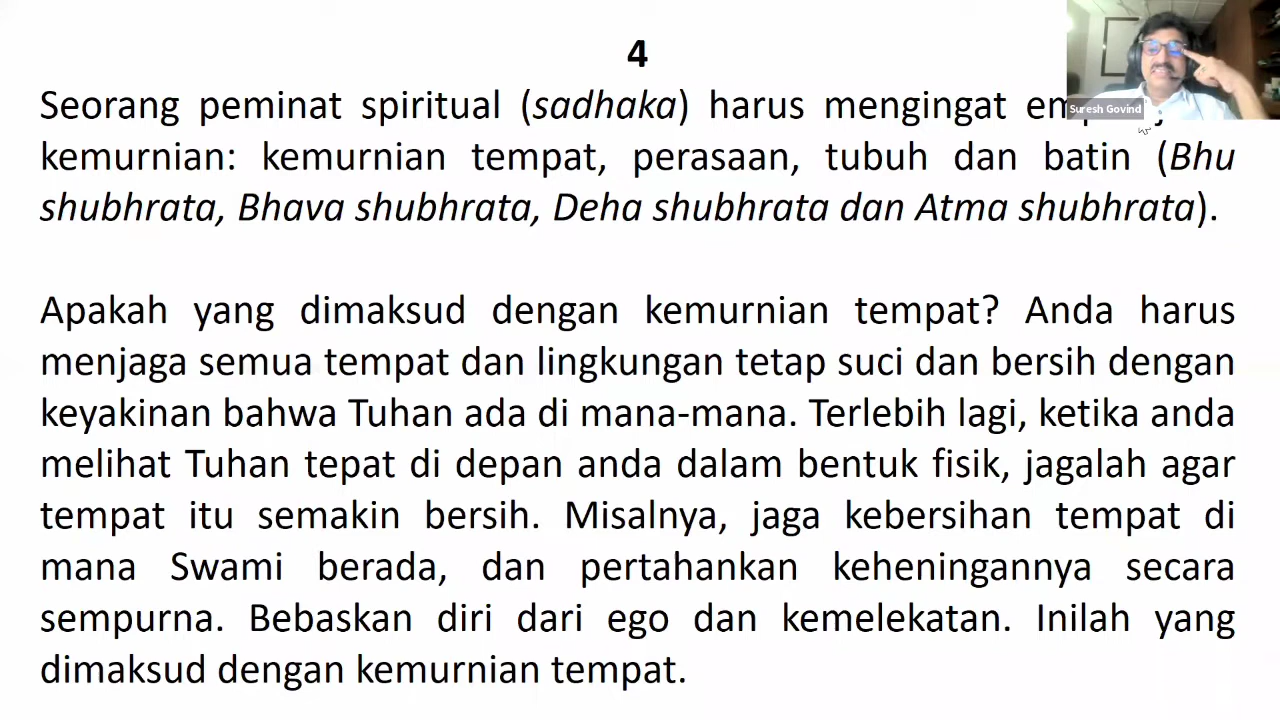 4
Seorang peminat spiritual (sadhaka) harus mengingat
kemurnian: kemurnian tempat, perasaan, tubuh dan batin (Bhu
shubhrata, Bhava shubhrata, Deha shubhrata dan Atma shubhrata).
Apakah yang dimaksud dengan kemurnian tempat? Anda harus
menjaga semua tempat dan lingkungan tetap suci dan bersih dengan
keyakinan bahwa Tuhan ada di mana-mana. Terlebih lagi, ketika anda
melihat Tuhan tepat di depan anda dalam bentuk fisik, jagalah agar
tempat itu semakin bersih. Misalnya, jaga kebersihan tempat di
mana Swami berada, dan pertahankan keheningannya secara
sempurna. Bebaskan diri dari ego dan kemelekatan. Inilah yang
dimaksud dengan kemurnian tempat.
Suresh Govind